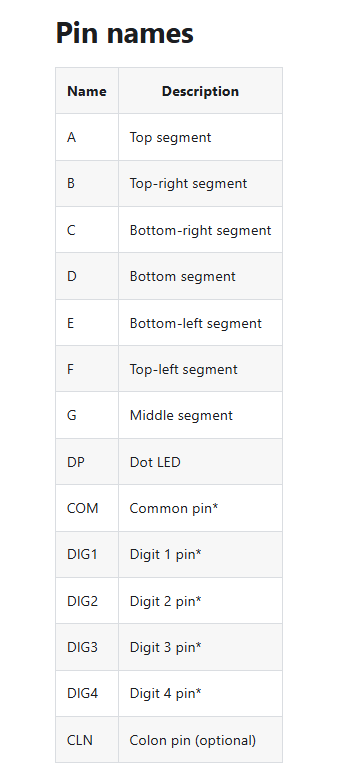 Pin names
Name Description
A Top segment
B Top-right segment
C Bottom-right segment
D Bottom segment
E Bottom-left segment
F Top-left segment
G Middle segment
DP Dot LED
COM Common pin*
DIG1 Digit 1 pin*
DIG2 Digit 2 pin*
DIG3 Digit 3 pin*
DIG4 Digit 4 pin*
CLN Colon pin (optional)